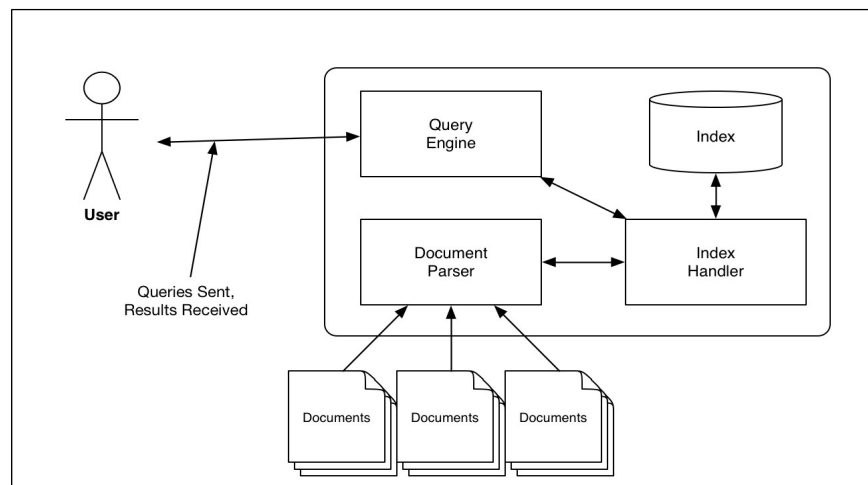 Query
Engine
Index
User
Document
Parser
Index
Handler
Queries Sent,
Results Received
Documents
Documents
Documents